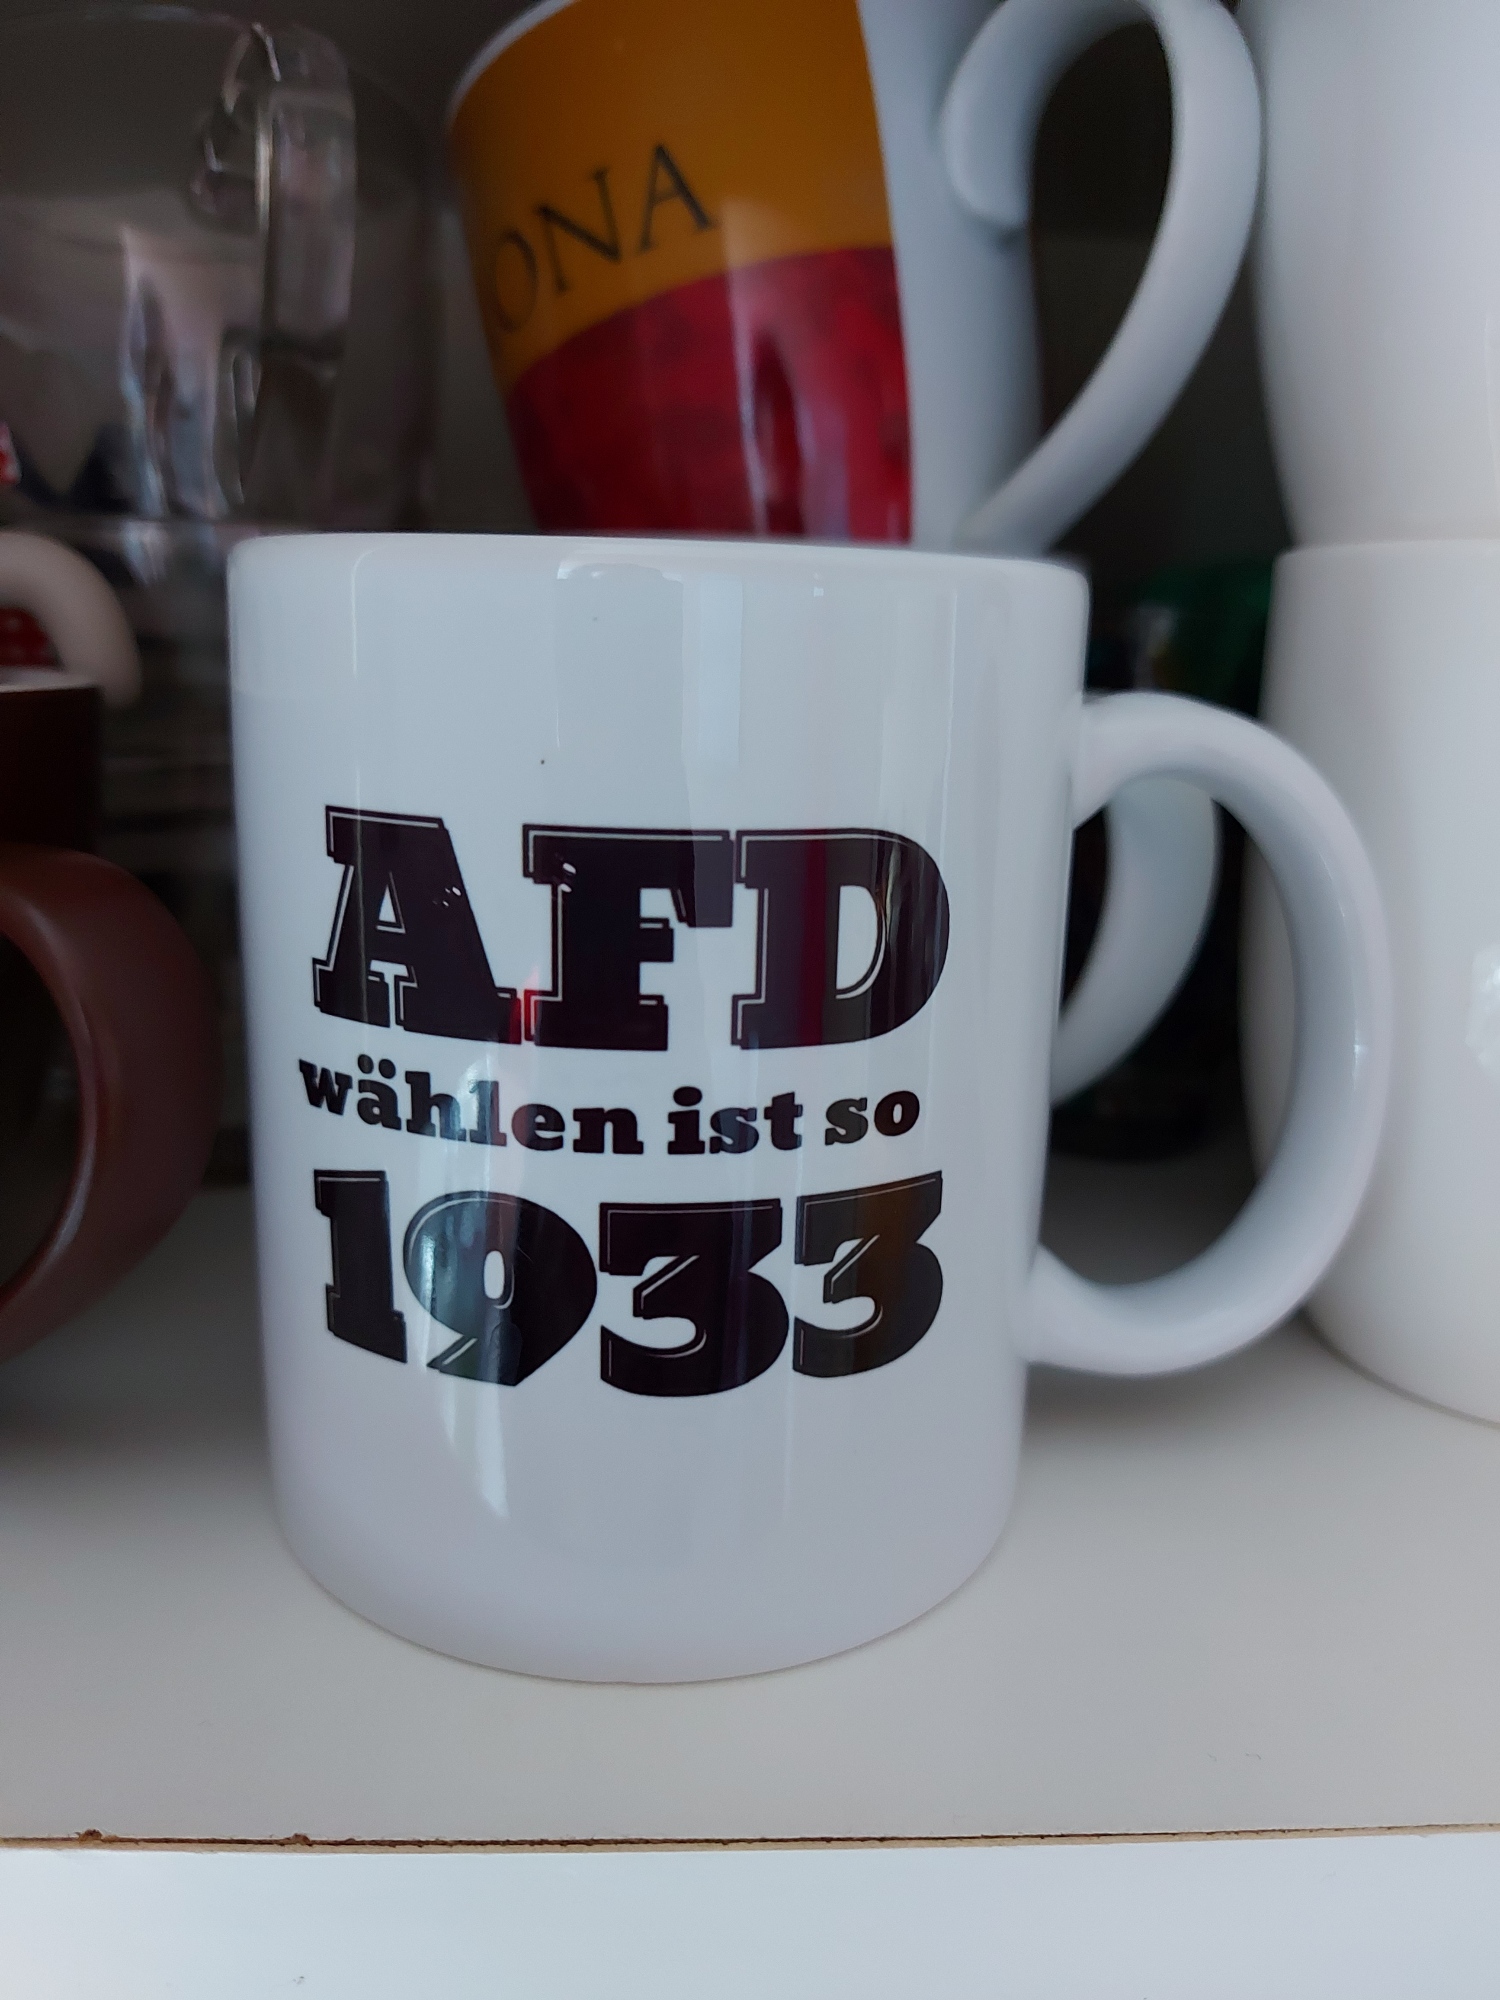 ONA
AFD
wählen ist so
1933